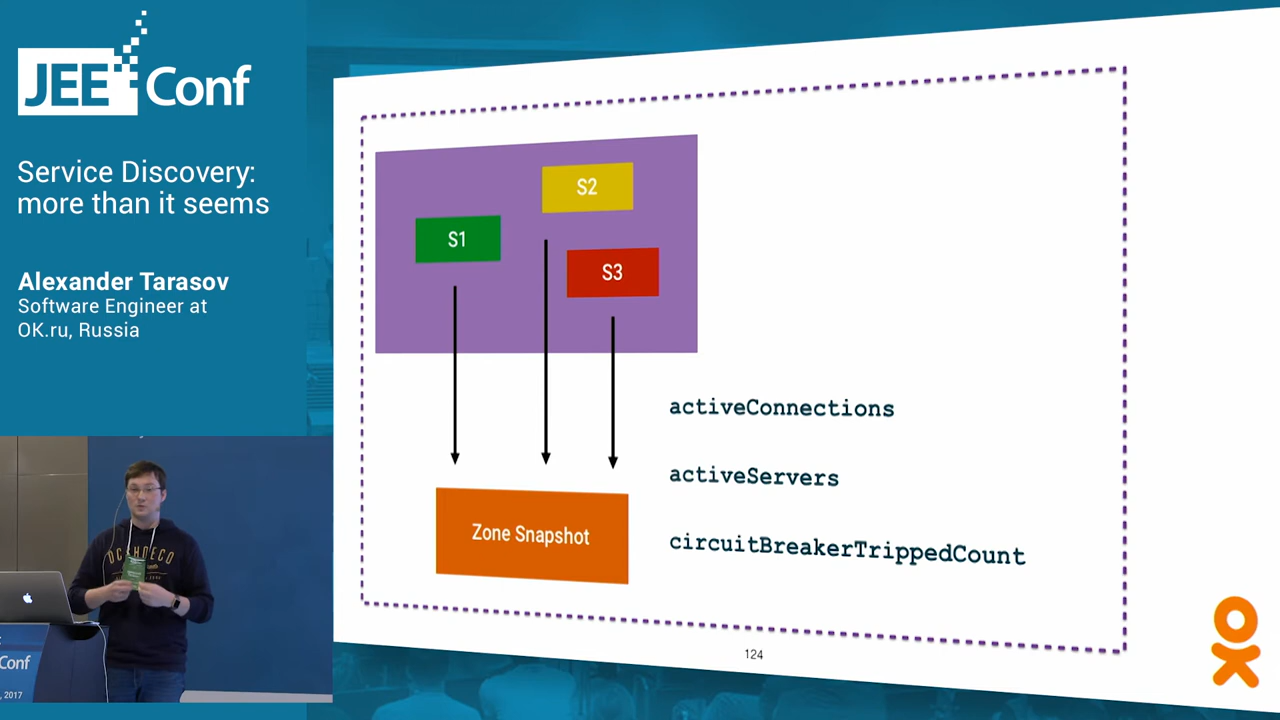 JEE Conf
Service Discovery:
more than it seems
Alexander Tarasov
Software Engineer at
OK.ru, Russia
S2
S1
S3
activeConnections
activeServers
Zone Snapshot
circuitBreakerTrippedCount
124
Conf
, 2017